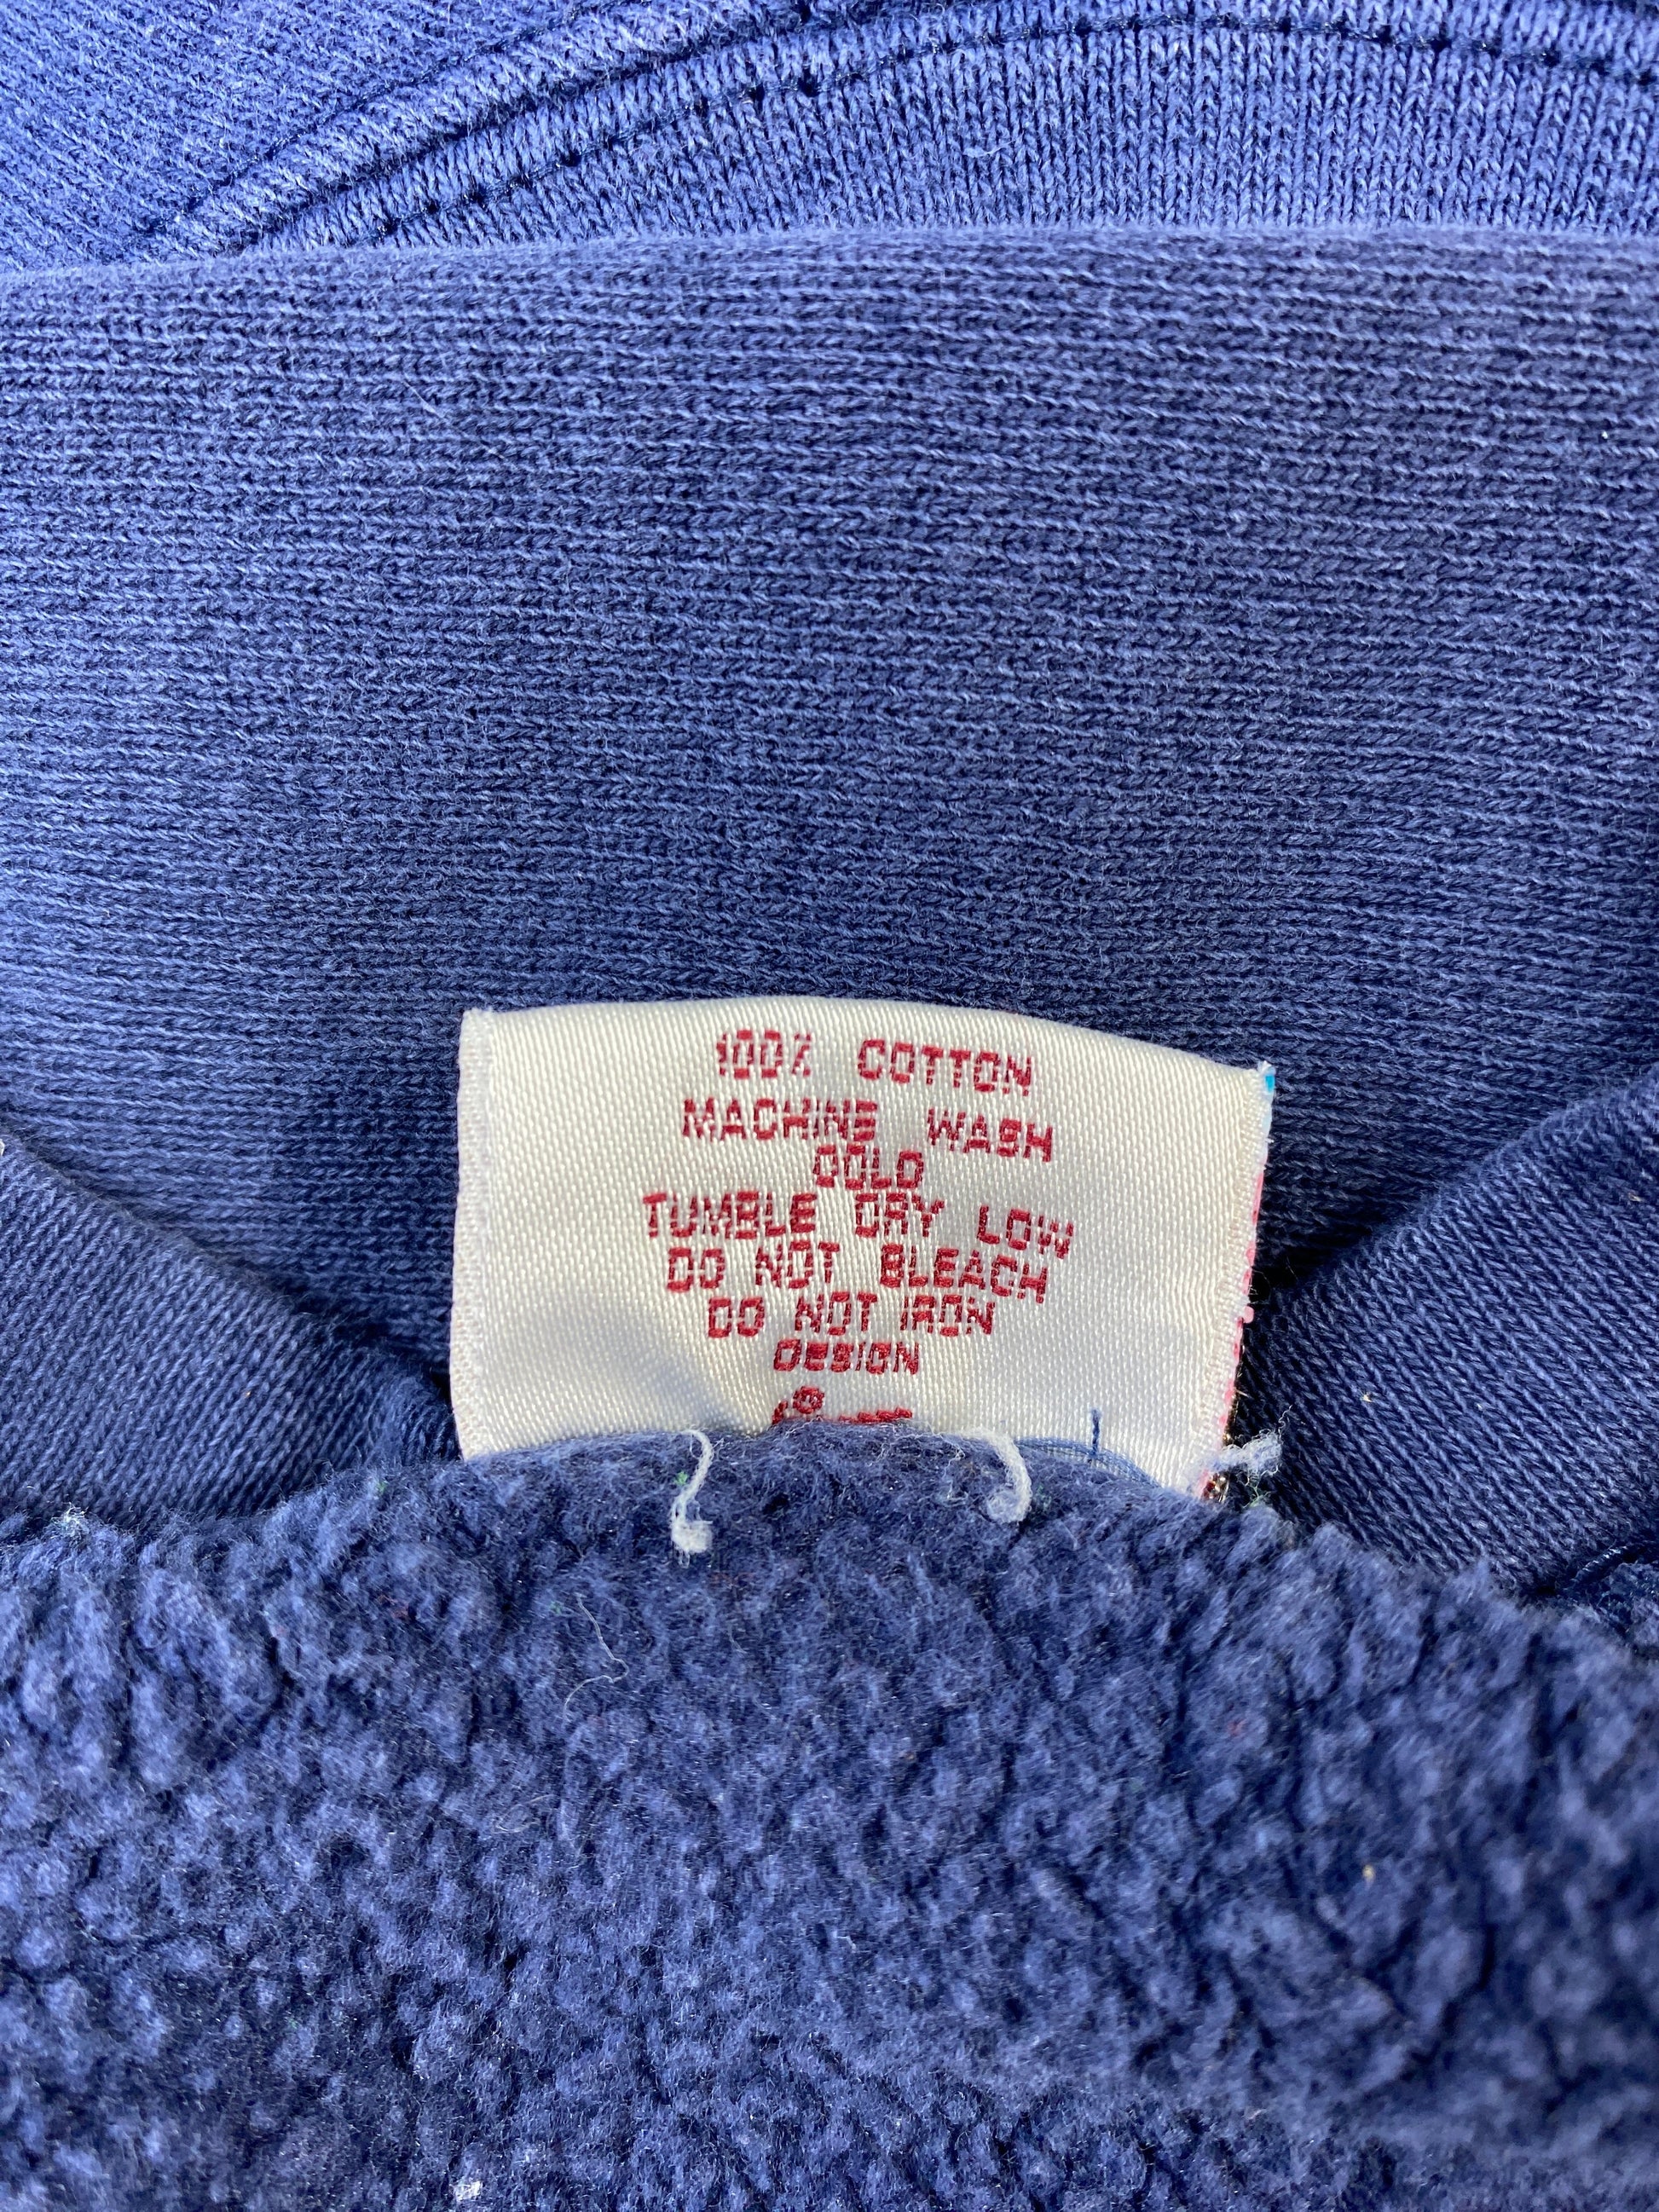 100% COTTON
MACHINE WASH
COLD
TUMBLE DRY LOW
DO NOT BLEACH
DO NOT IRON
DESIGN